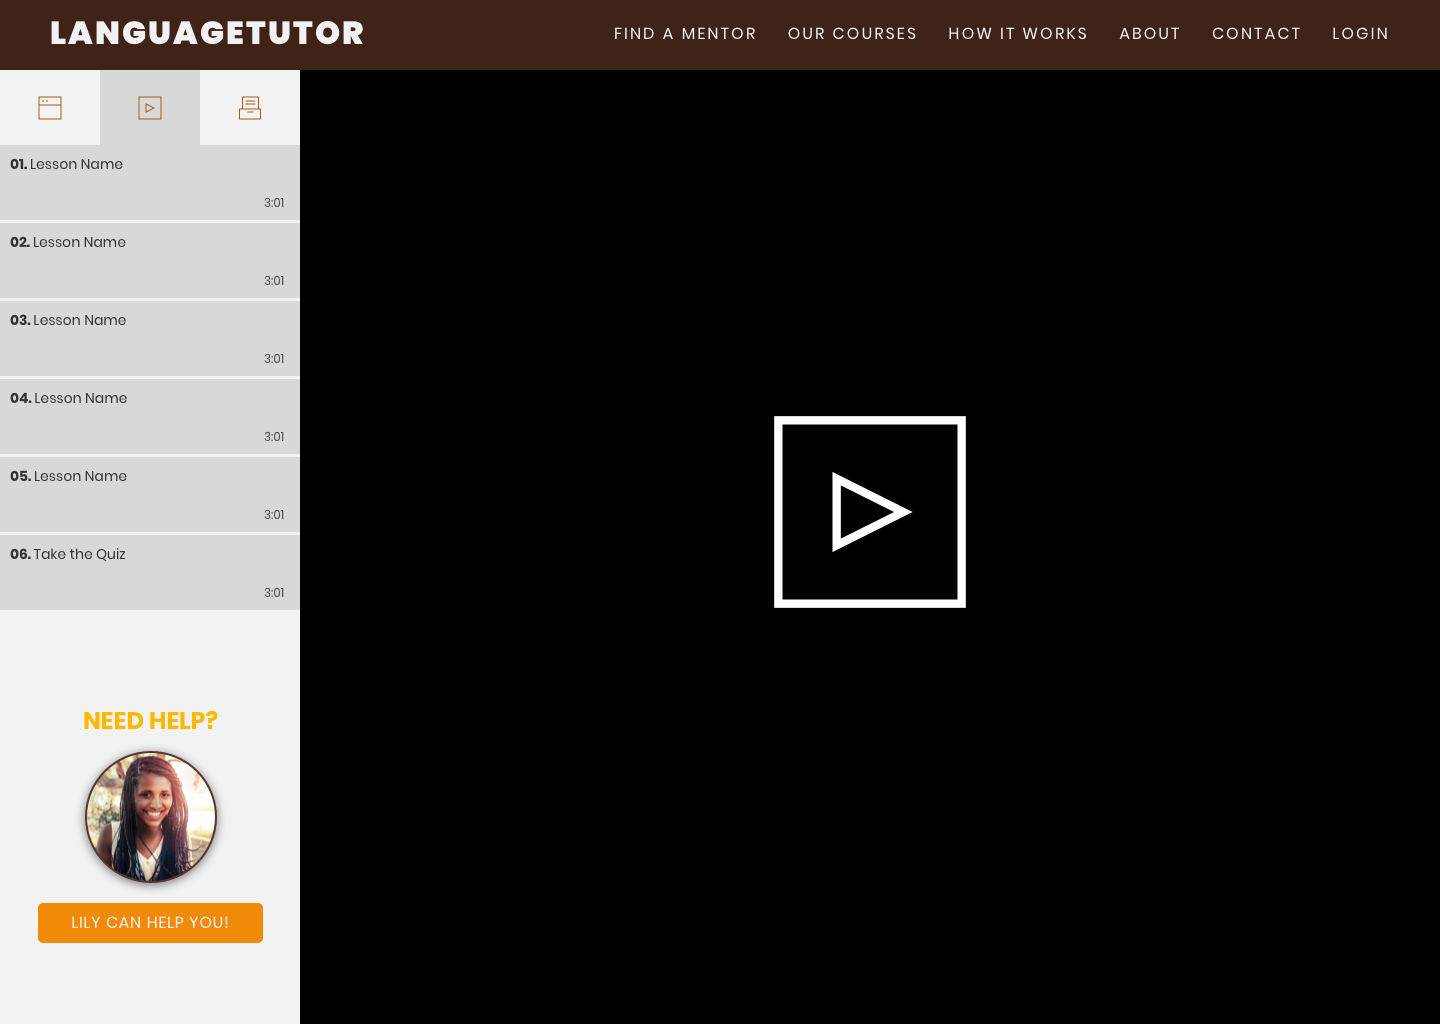 LANGUAGETUTOR
FIND A MENTOR
OUR COURSES
HOW IT WORKS
ABOUT
CONTACT
LOGIN
01. Lesson Name
3:01
02. Lesson Name
3:01
03. Lesson Name
3:01
04. Lesson Name
3:01
05. Lesson Name
3:01
06. Take the Quiz
3:01
NEED HELP?
LILY CAN HELP YOU!